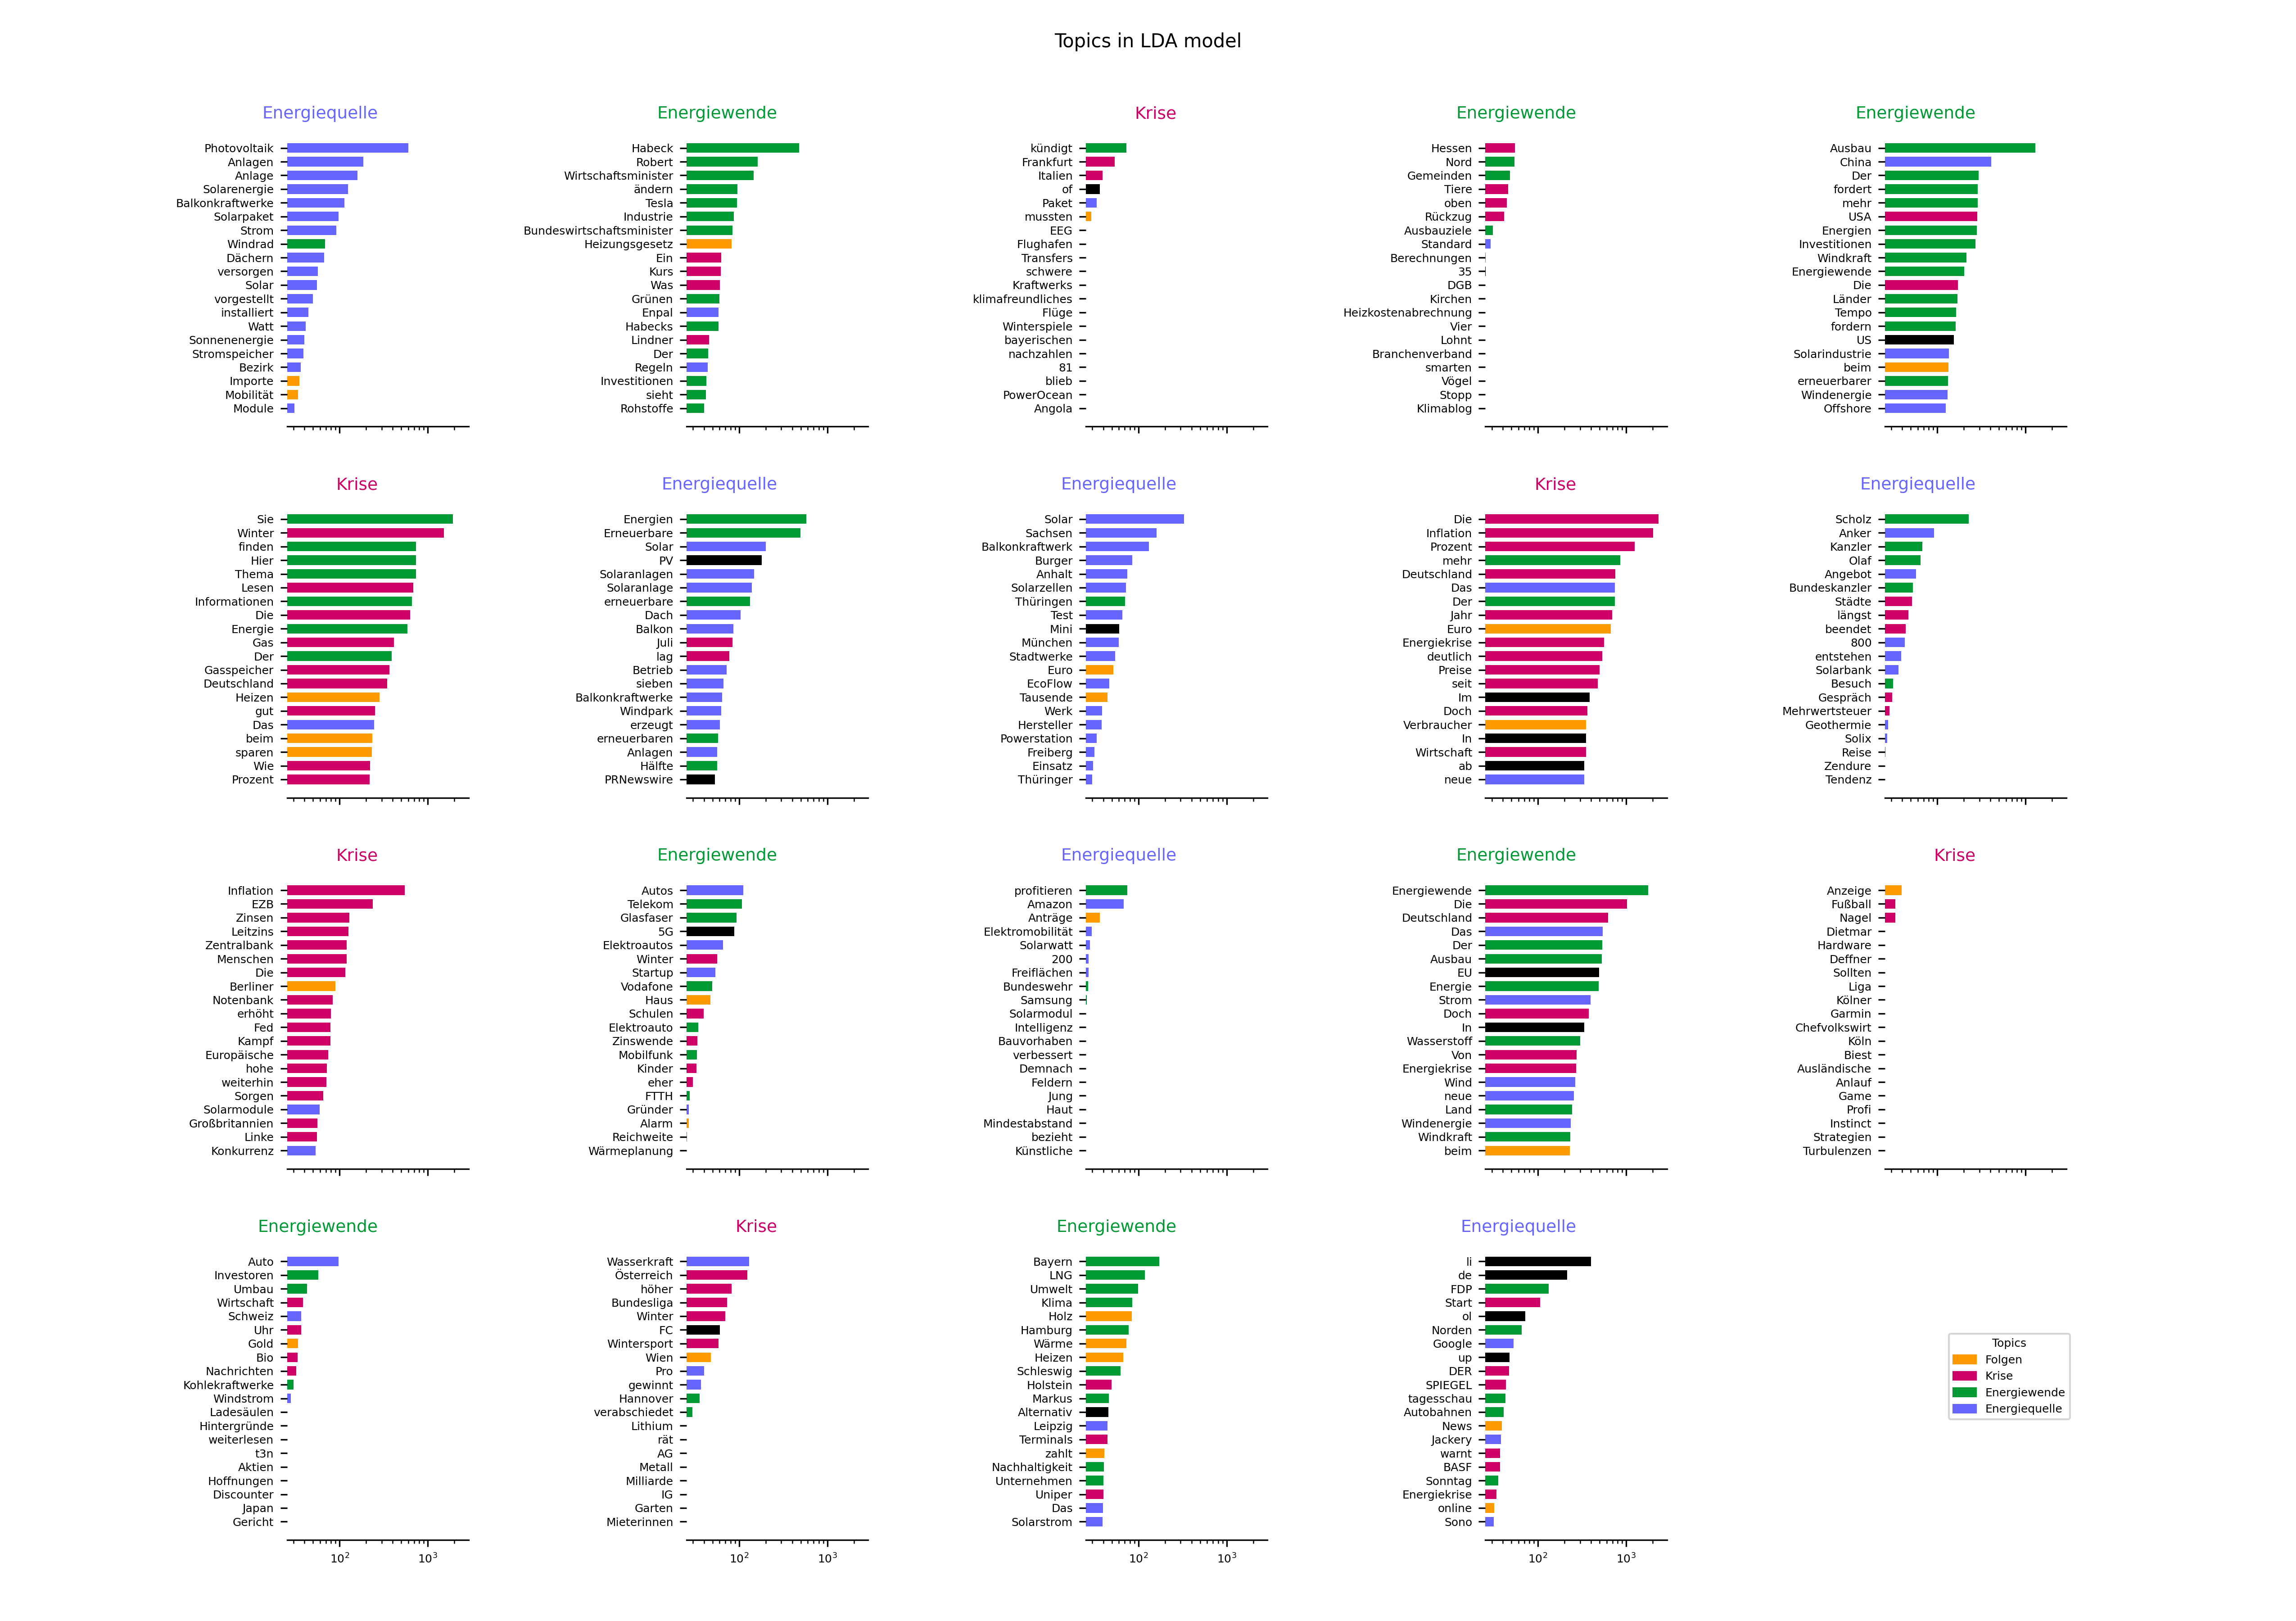 Topics in LDA model
Energiequelle
Photovoltaik
Anlagen
Anlage
Solarenergie
Balkonkraftwerke
Solarpaket
Strom
Windrad
Dächern
versorgen
Solar
vorgestellt
installiert
Watt
Sonnenenergie
Stromspeicher
Bezirk
Importe
Mobilität
Module
Energiewende
Habeck
Robert
Wirtschaftsminister
ändern
Tesla
Industrie
Bundeswirtschaftsminister
Heizungsgesetz
Ein
Kurs
Was
Grünen
Enpal
Habecks
Lindner
Der
Regeln
Investitionen
sieht
Rohstoffe
Krise
kündigt
Frankfurt
Italien
of
Paket
mussten
EEG
Flughafen
Transfers
schwere
Kraftwerks
klimafreundliches
Flüge
Winterspiele
bayerischen
nachzahlen
81
blieb
PowerOcean
Angola
Energiewende
Hessen
Nord
Gemeinden
Tiere
oben
Rückzug
Ausbauziele
Standard
Berechnungen
35
DGB
Kirchen
Heizkostenabrechnung
Vier
Lohnt
Branchenverband
smarten
Vögel
Stopp
Klimablog
Energiewende
Ausbau
China
Der
fordert
mehr
USA
Energien
Investitionen
Windkraft
Energiewende
Die
Länder
Tempo
fordern
US
Solarindustrie
beim
erneuerbarer
Windenergie
Offshore
Krise
Sie
Winter
finden
Hier
Thema
Lesen
Informationen
Die
Energie
Gas
Der
Gasspeicher
Deutschland
Heizen
gut
Das
beim
sparen
Wie
Prozent
Energiequelle
Energien
Erneuerbare
Solar
PV
Solaranlagen
Solaranlage
erneuerbare
Dach
Balkon
Juli
lag
Betrieb
sieben
Balkonkraftwerke
Windpark
erzeugt
erneuerbaren
Anlagen
Hälfte
PRNewswire
Energiequelle
Solar
Sachsen
Balkonkraftwerk
Burger
Anhalt
Solarzellen
Thüringen
Test
Mini
München
Stadtwerke
Euro
EcoFlow
Tausende
Werk
Hersteller
Powerstation
Freiberg
Einsatz
Thüringer
Krise
Die
Inflation
Prozent
mehr
Deutschland
Das
Der
Jahr
Euro
Energiekrise
deutlich
Preise
seit
Im
Doch
Verbraucher
In
Wirtschaft
ab
neue
Energiequelle
Scholz
Anker
Kanzler
Olaf
Angebot
Bundeskanzler
Städte
längst
beendet
800
entstehen
Solarbank
Besuch
Gespräch
Mehrwertsteuer
Geothermie
Solix
Reise
Zendure
Tendenz
Krise
Inflation
EZB
Zinsen
Leitzins
Zentralbank
Menschen
Die
Berliner
Notenbank
erhöht
Fed
Kampf
Europäische
hohe
weiterhin
Sorgen
Solarmodule
Großbritannien
Linke
Konkurrenz
Energiewende
Autos
Telekom
Glasfaser
5G
Elektroautos
Winter
Startup
Vodafone
Haus
Schulen
Elektroauto
Zinswende
Mobilfunk
Kinder
eher
FTTH
Gründer
Alarm
Reichweite
Wärmeplanung
Energiequelle
profitieren
Amazon
Anträge
Elektromobilität
Solarwatt
200
Freiflächen
Bundeswehr
Samsung
Solarmodul
Intelligenz
Bauvorhaben
verbessert
Demnach
Feldern
Jung
Haut
Mindestabstand
bezieht
Künstliche
Energiewende
Energiewende
Die
Deutschland
Das
Der
Ausbau
EU
Energie
Strom
Doch
In
Wasserstoff
Von
Energiekrise
Wind
neue
Land
Windenergie
Windkraft
beim
Krise
Anzeige
Fußball
Nagel
Dietmar
Hardware
Deffner
Sollten
Liga
Kölner
Garmin
Chefvolkswirt
Köln
Biest
Ausländische
Anlauf
Game
Profi
Instinct
Strategien
Turbulenzen
Energiewende
Auto
Investoren
Umbau
Wirtschaft
Schweiz
Uhr
Gold
Bio
Nachrichten
Kohlekraftwerke
Windstrom
Ladesäulen
Hintergründe
weiterlesen
t3n
Aktien
Hoffnungen
Discounter
Japan
Gericht
10² 10³
Krise
Wasserkraft
Österreich
höher
Bundesliga
Winter
FC
Wintersport
Wien
Pro
gewinnt
Hannover
verabschiedet
Lithium
rät
AG
Metall
Milliarde
IG
Garten
Mieterinnen
10² 10³
Energiewende
Bayern
LNG
Umwelt
Klima
Holz
Hamburg
Wärme
Heizen
Schleswig
Holstein
Markus
Alternativ
Leipzig
Terminals
zahlt
Nachhaltigkeit
Unternehmen
Uniper
Das
Solarstrom
10² 10³
Energiequelle
li
de
FDP
Start
ol
Norden
Google
up
DER
SPIEGEL
tagesschau
Autobahnen
News
Jackery
warnt
BASF
Sonntag
Energiekrise
online
Sono
10² 10³
Topics
Folgen
Krise
Energiewende
Energiequelle